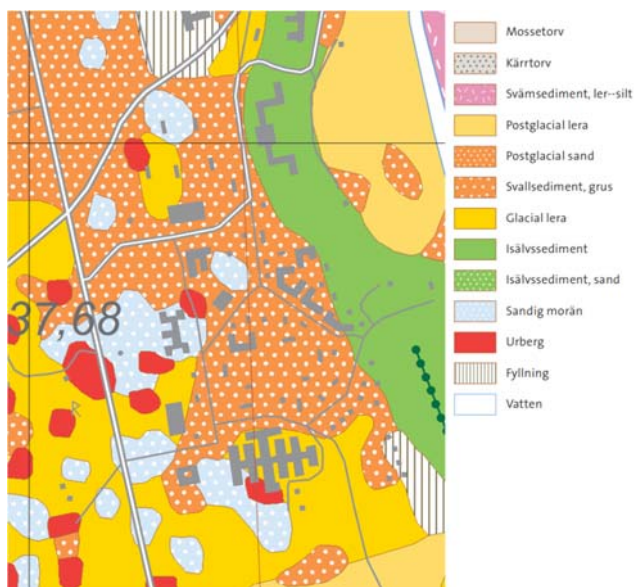 37,68
Mossetorv
Kärrtorv
Svämsediment, ler--silt
Postglacial lera
Postglacial sand
Svallsediment, grus
Glacial lera
Isälvssediment
Isälvssediment, sand
Sandig morän
Urberg
Fyllning
Vatten